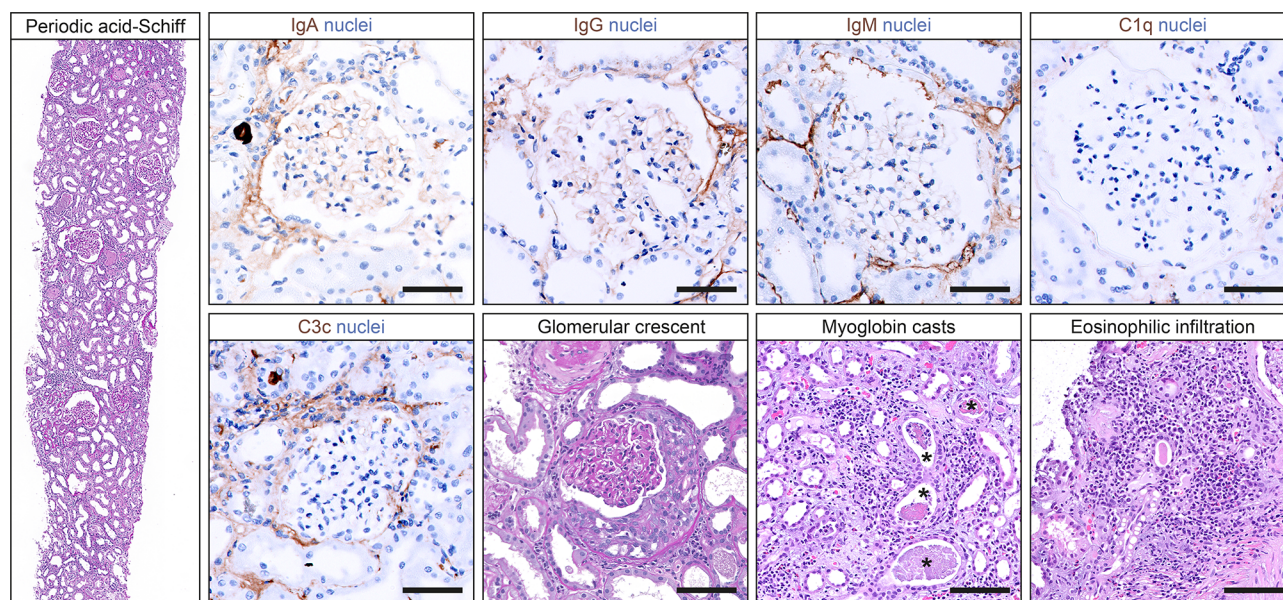 Periodic acid-Schiff
IgA nuclei
IgG nuclei
IgM nuclei
C1q nuclei
C3c nuclei
Glomerular crescent
Myoglobin casts
Eosinophilic infiltration
*
*
*
*